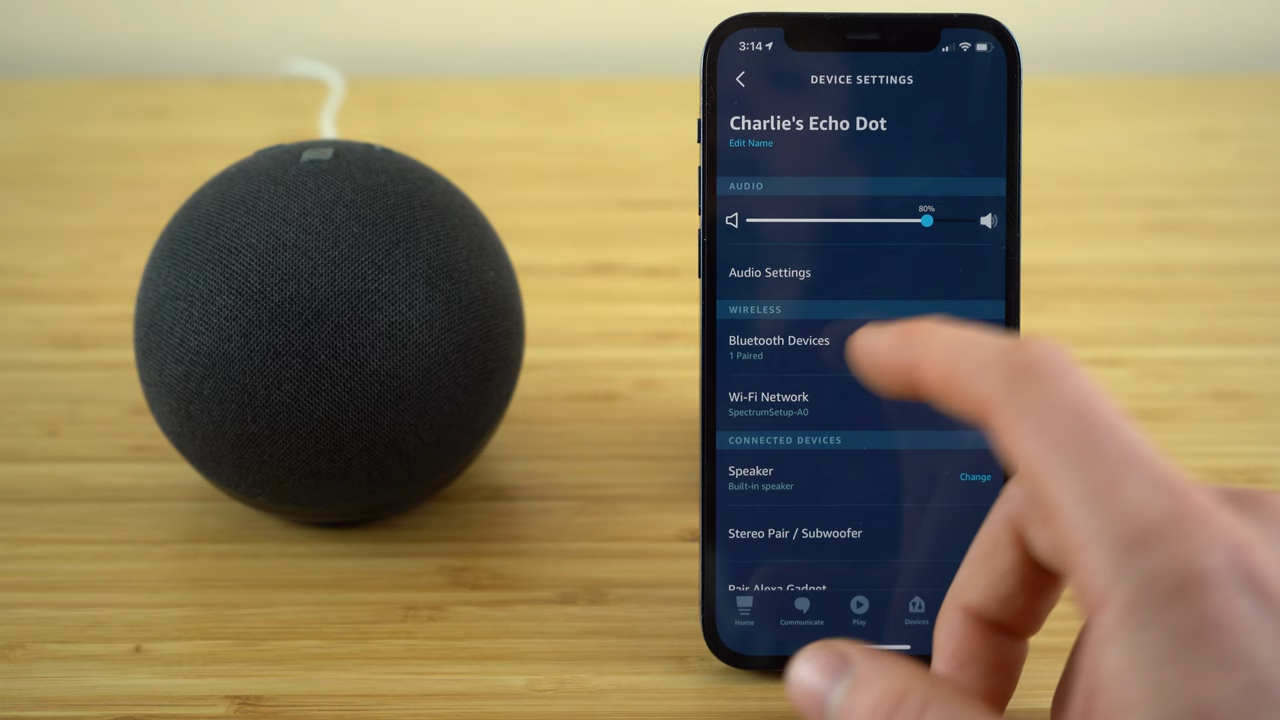 3:14
DEVICE SETTINGS
Charlie's Echo Dot
Edit Name
AUDIO
80%
Audio Settings
WIRELESS
Bluetooth Devices
1 Paired
Wi-Fi Network
SpectrumSetup-A0
CONNECTED DEVICES
Speaker
Built-in speaker
Change
Stereo Pair / Subwoofer
Pair Alexa Gadget
Home Communicate Play Devices